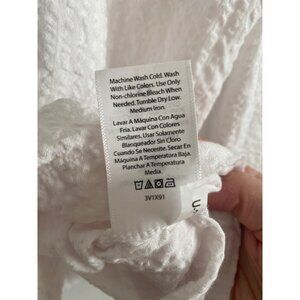 Machine Wash Cold. Wash
With Like Colors. Use Only
Non-chlorine Bleach When
Needed. Tumble Dry Low.
Medium Iron.
Lavar A Máquina Con Agua
Fría. Lavar Con Colores
Similares. Usar Solamente
Blanqueador Sin Cloro
Cuando Se Necesite. Secar En
Máquina A Temperatura Baja.
Planchar A Temperatura
Media.
3V1X91